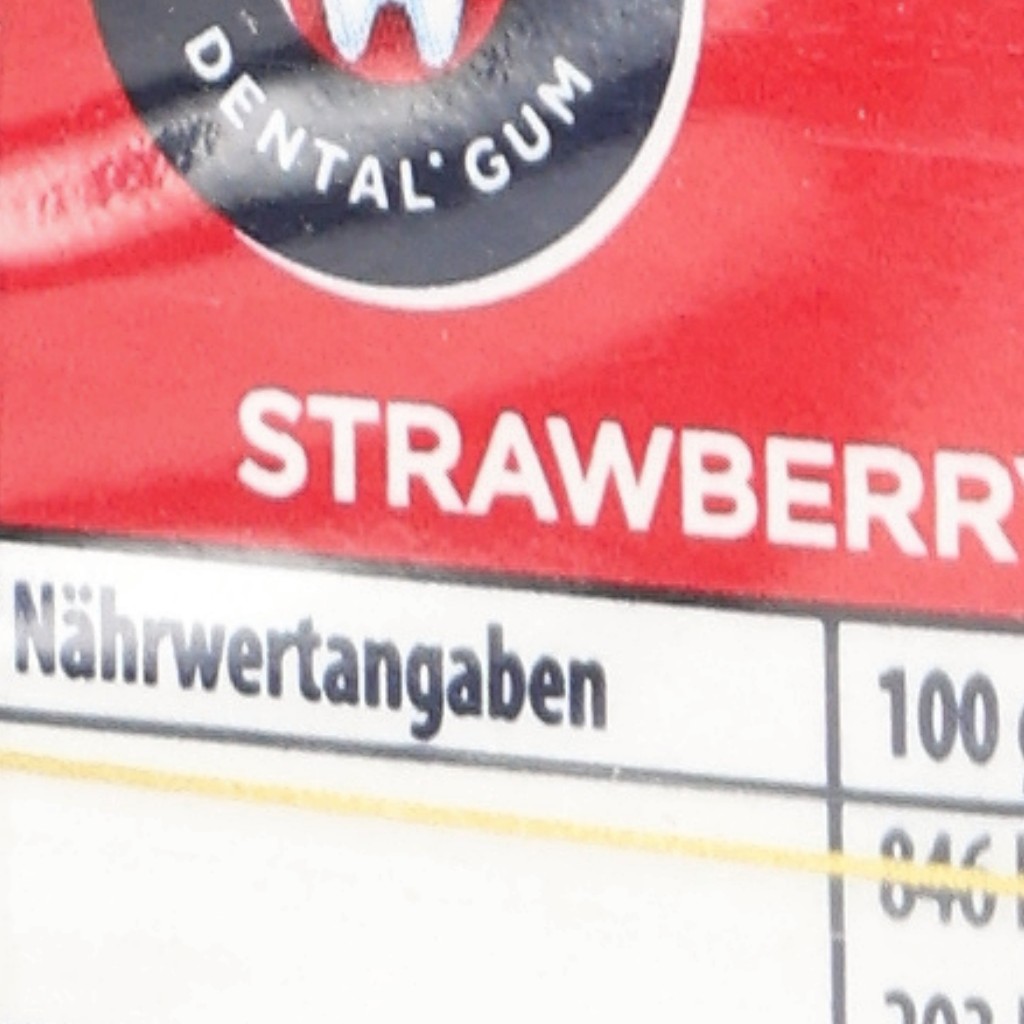 DENTAL GUM
STRAWBERRY
Nährwertangaben 100 g
846